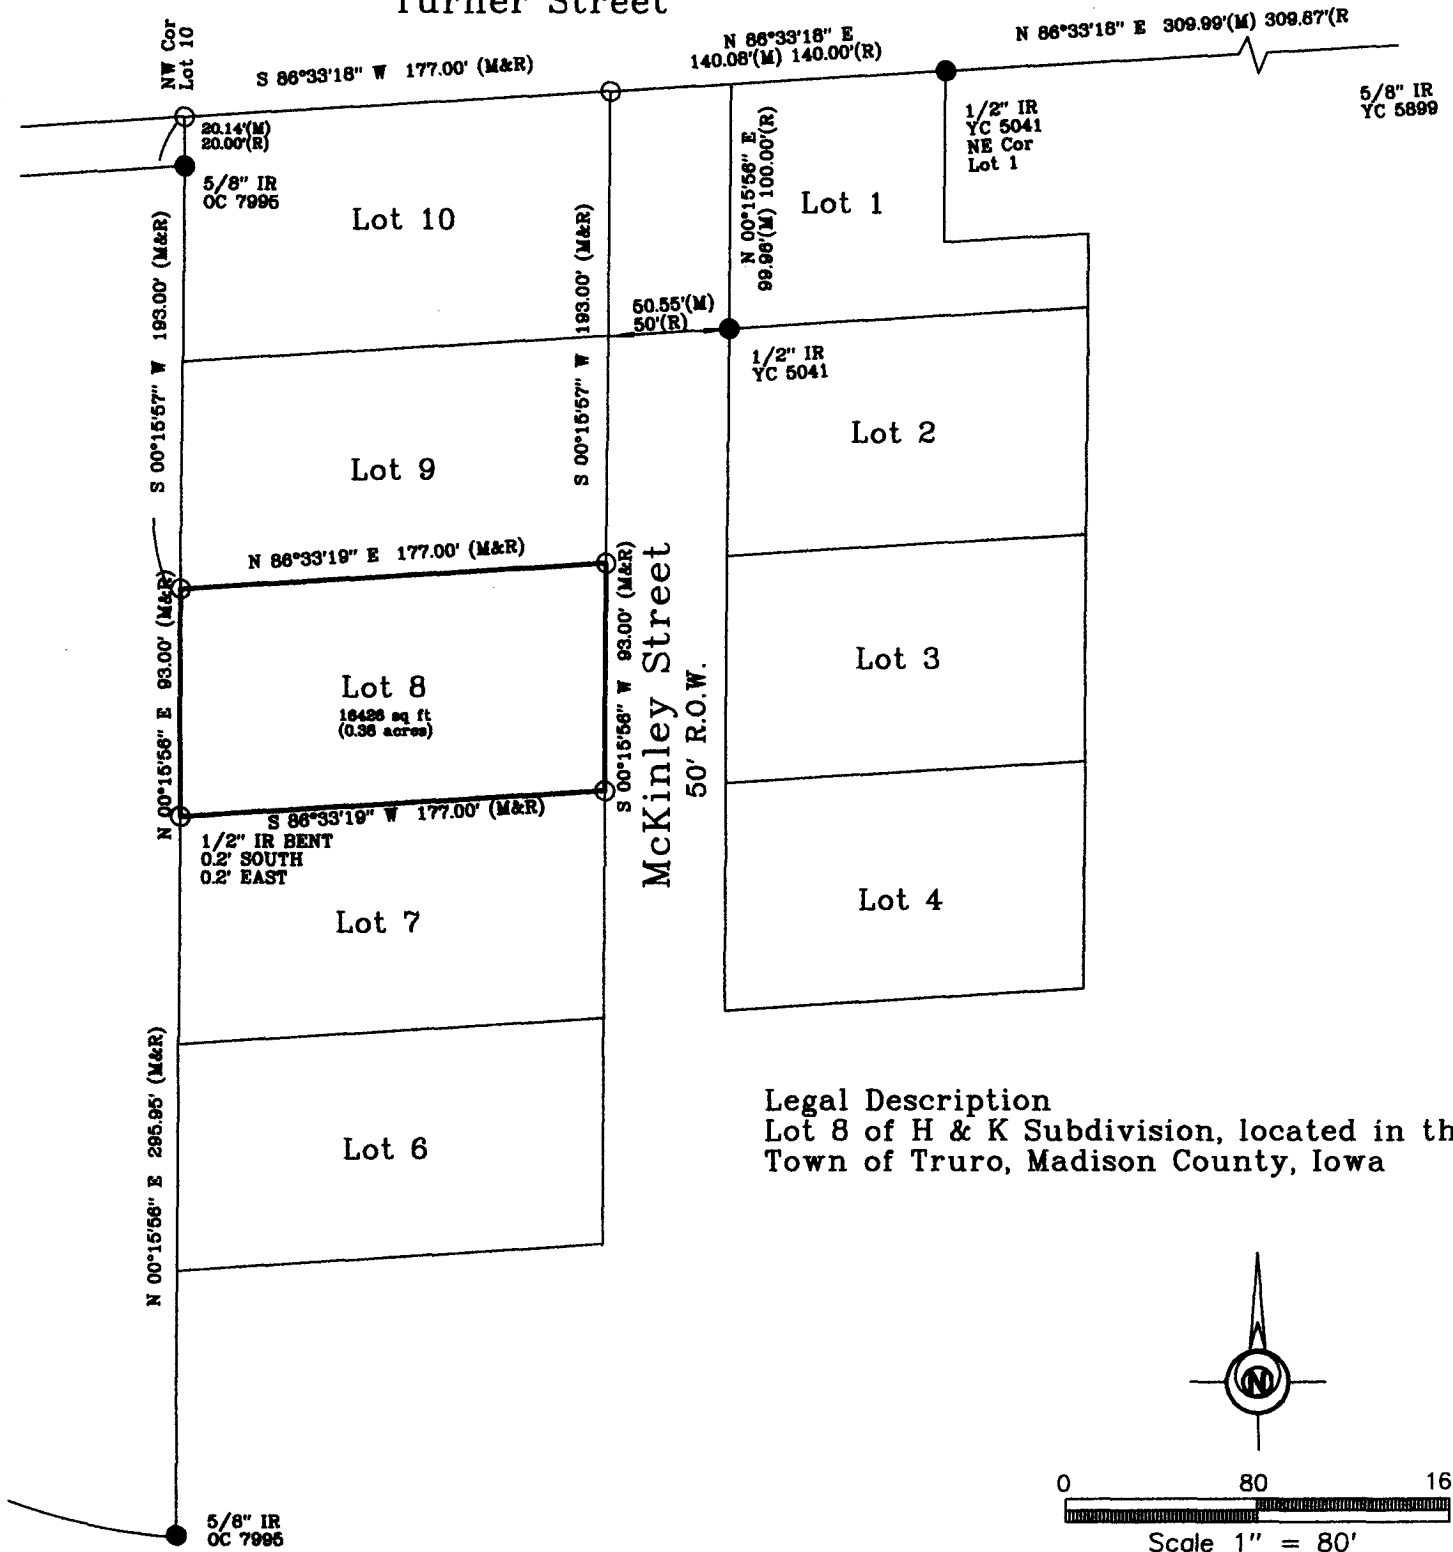 Turner Street
NW Cor
Lot 10
S 86°33'18" W 177.00' (M&R)
N 86°33'18" E
140.08'(M) 140.00'(R)
N 86°33'18" E 309.99'(M) 309.87'(R
5/8" IR
YC 5899
1/2" IR
YC 5041
NE Cor
Lot 1
20.14'(M)
20.00'(R)
5/8" IR
OC 7995
Lot 10
S 00°15'57" W 193.00' (M&R)
S 00°15'57" W 193.00' (M&R)
N 00°15'56" E
99.96'(M) 100.00'(R)
Lot 1
50.55'(M)
50'(R)
1/2" IR
YC 5041
Lot 2
Lot 9
N 86°33'19" E 177.00' (M&R)
N 00°15'56" E 93.00' (M&R)
S 00°15'56" W 93.00' (M&R)
McKinley Street
50' R.O.W.
Lot 3
Lot 8
16426 sq ft
(0.38 acres)
S 86°33'19" W 177.00' (M&R)
1/2" IR BENT
0.2' SOUTH
0.2' EAST
Lot 7
Lot 4
N 00°15'56" E 295.95' (M&R)
Lot 6
Legal Description
Lot 8 of H & K Subdivision, located in th
Town of Truro, Madison County, Iowa
N
0 80 16
Scale 1" = 80'
5/8" IR
OC 7995